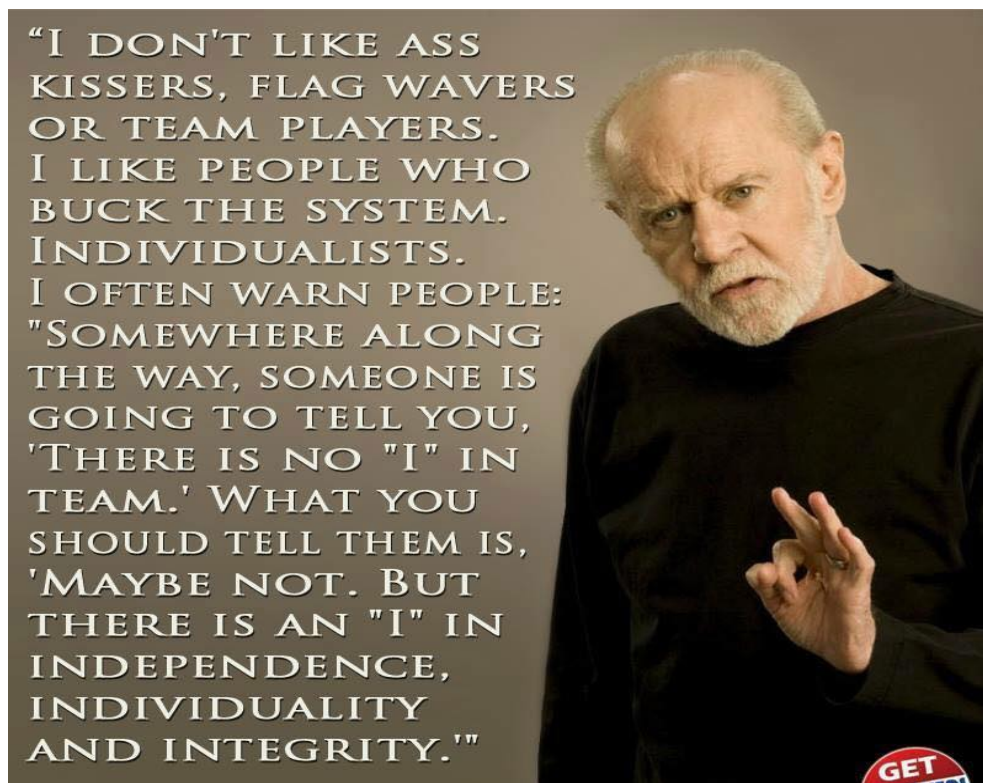 “I DON'T LIKE ASS
KISSERS, FLAG WAVERS
OR TEAM PLAYERS.
I LIKE PEOPLE WHO
BUCK THE SYSTEM.
INDIVIDUALISTS.
I OFTEN WARN PEOPLE:
"SOMEWHERE ALONG
THE WAY, SOMEONE IS
GOING TO TELL YOU,
'THERE IS NO "I" IN
TEAM.' WHAT YOU
SHOULD TELL THEM IS,
'MAYBE NOT. BUT
THERE IS AN "I" IN
INDEPENDENCE,
INDIVIDUALITY
AND INTEGRITY.'"
GET